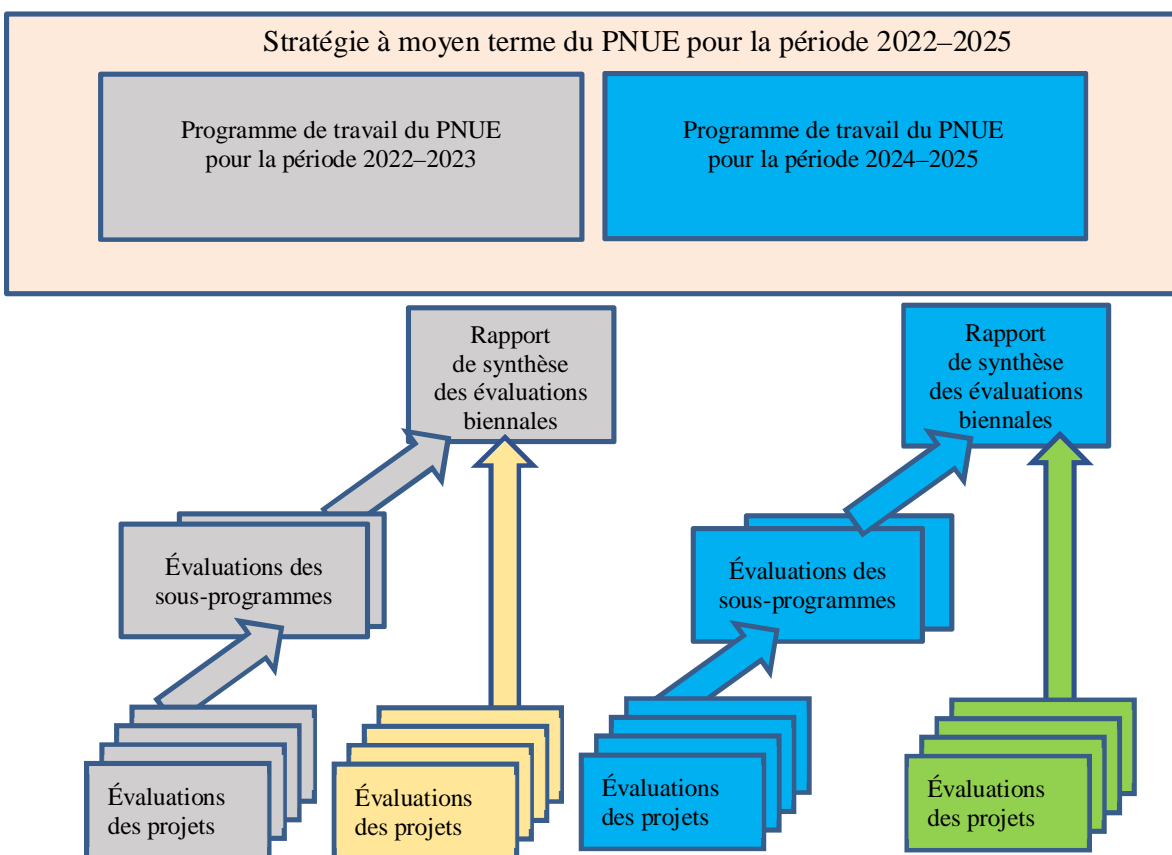 Stratégie à moyen terme du PNUE pour la période 2022–2025
Programme de travail du PNUE
pour la période 2022–2023
Programme de travail du PNUE
pour la période 2024–2025
Rapport
de synthèse
des évaluations
biennales
Rapport
de synthèse
des évaluations
biennales
Évaluations des
sous-programmes
Évaluations des
sous-programmes
Évaluations
des projets
Évaluations
des projets
Évaluations
des projets
Évaluations
des projets